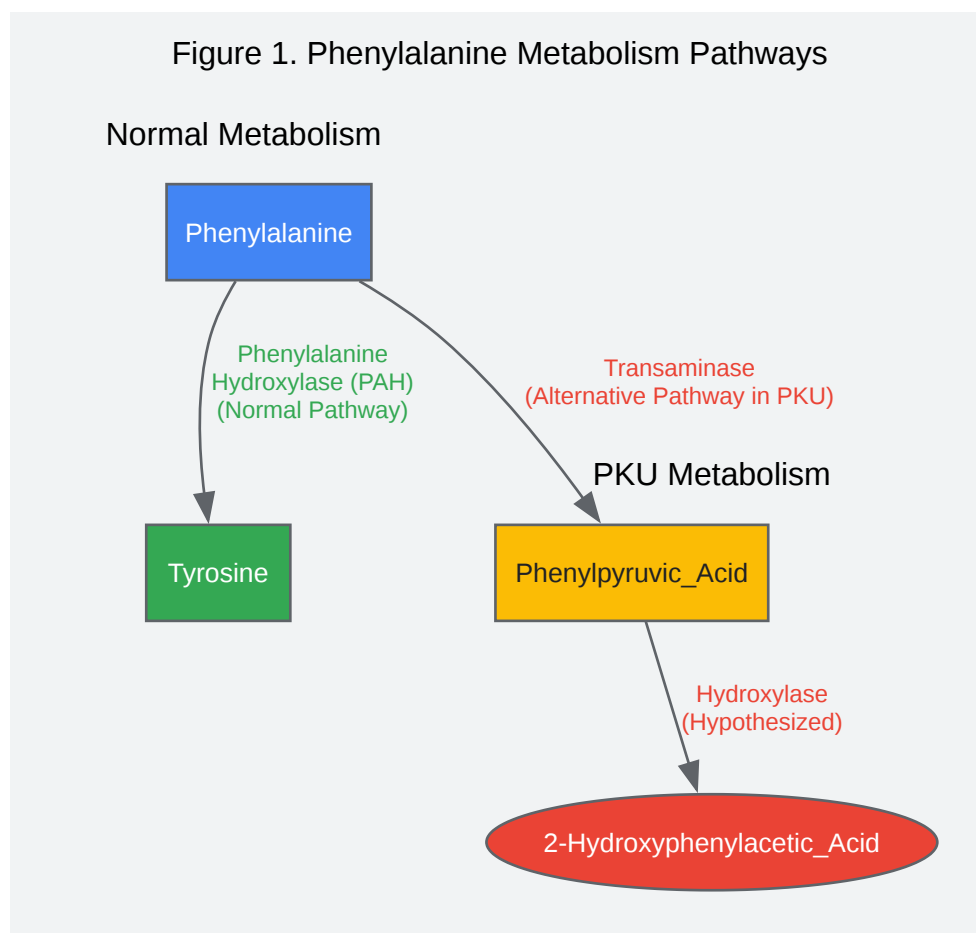 Figure 1. Phenylalanine Metabolism Pathways
Normal Metabolism
Phenylalanine
Phenylalanine
Hydroxylase (PAH)
(Normal Pathway)
Transaminase
(Alternative Pathway in PKU)
PKU Metabolism
Tyrosine
Phenylpyruvic_Acid
Hydroxylase
(Hypothesized)
2-Hydroxyphenylacetic_Acid